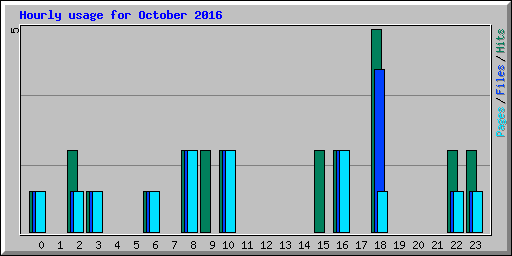 Hourly usage for October 2016
5
Pages/Files/Hits
0 1 2 3 4 5 6 7 8 9 10 11 12 13 14 15 16 17 18 19 20 21 22 23